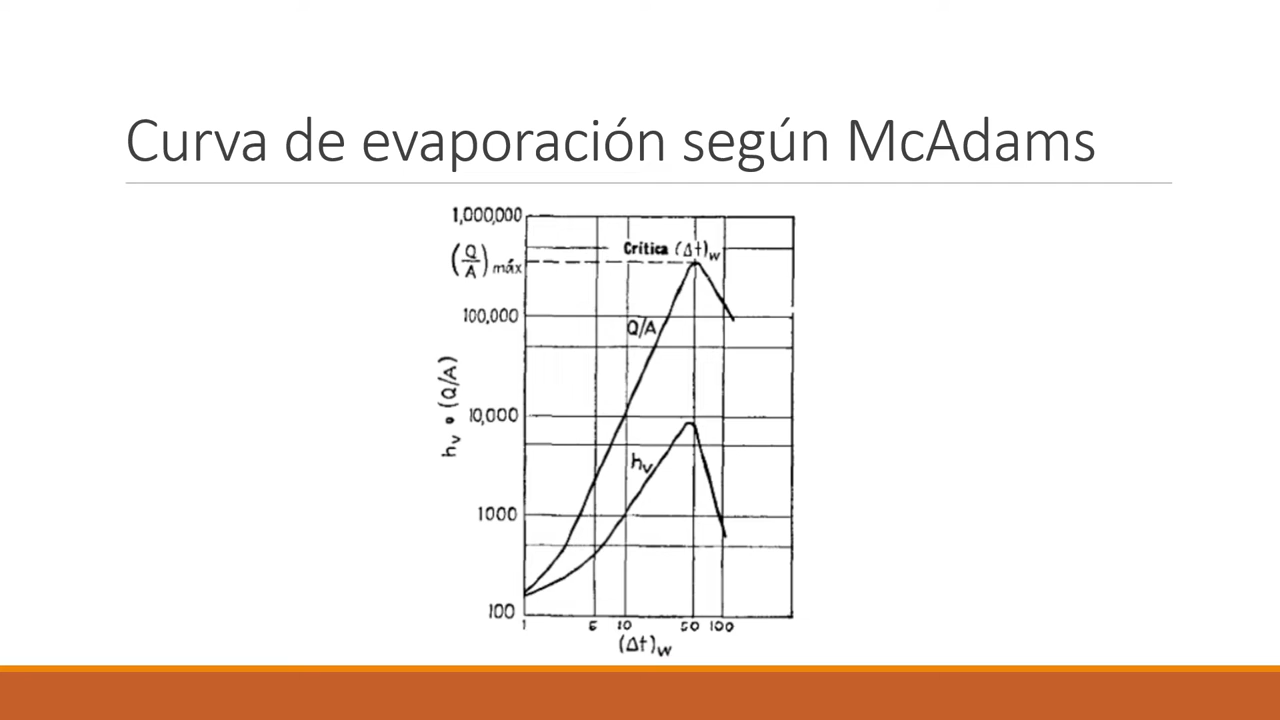 Curva de evaporación según McAdams
1,000,000
Crítica (Δt)w
(Q/A) máx
100,000
Q/A
hv o (Q/A)
10,000
hv
1000
100
1 5 10 50 100
(Δt)w